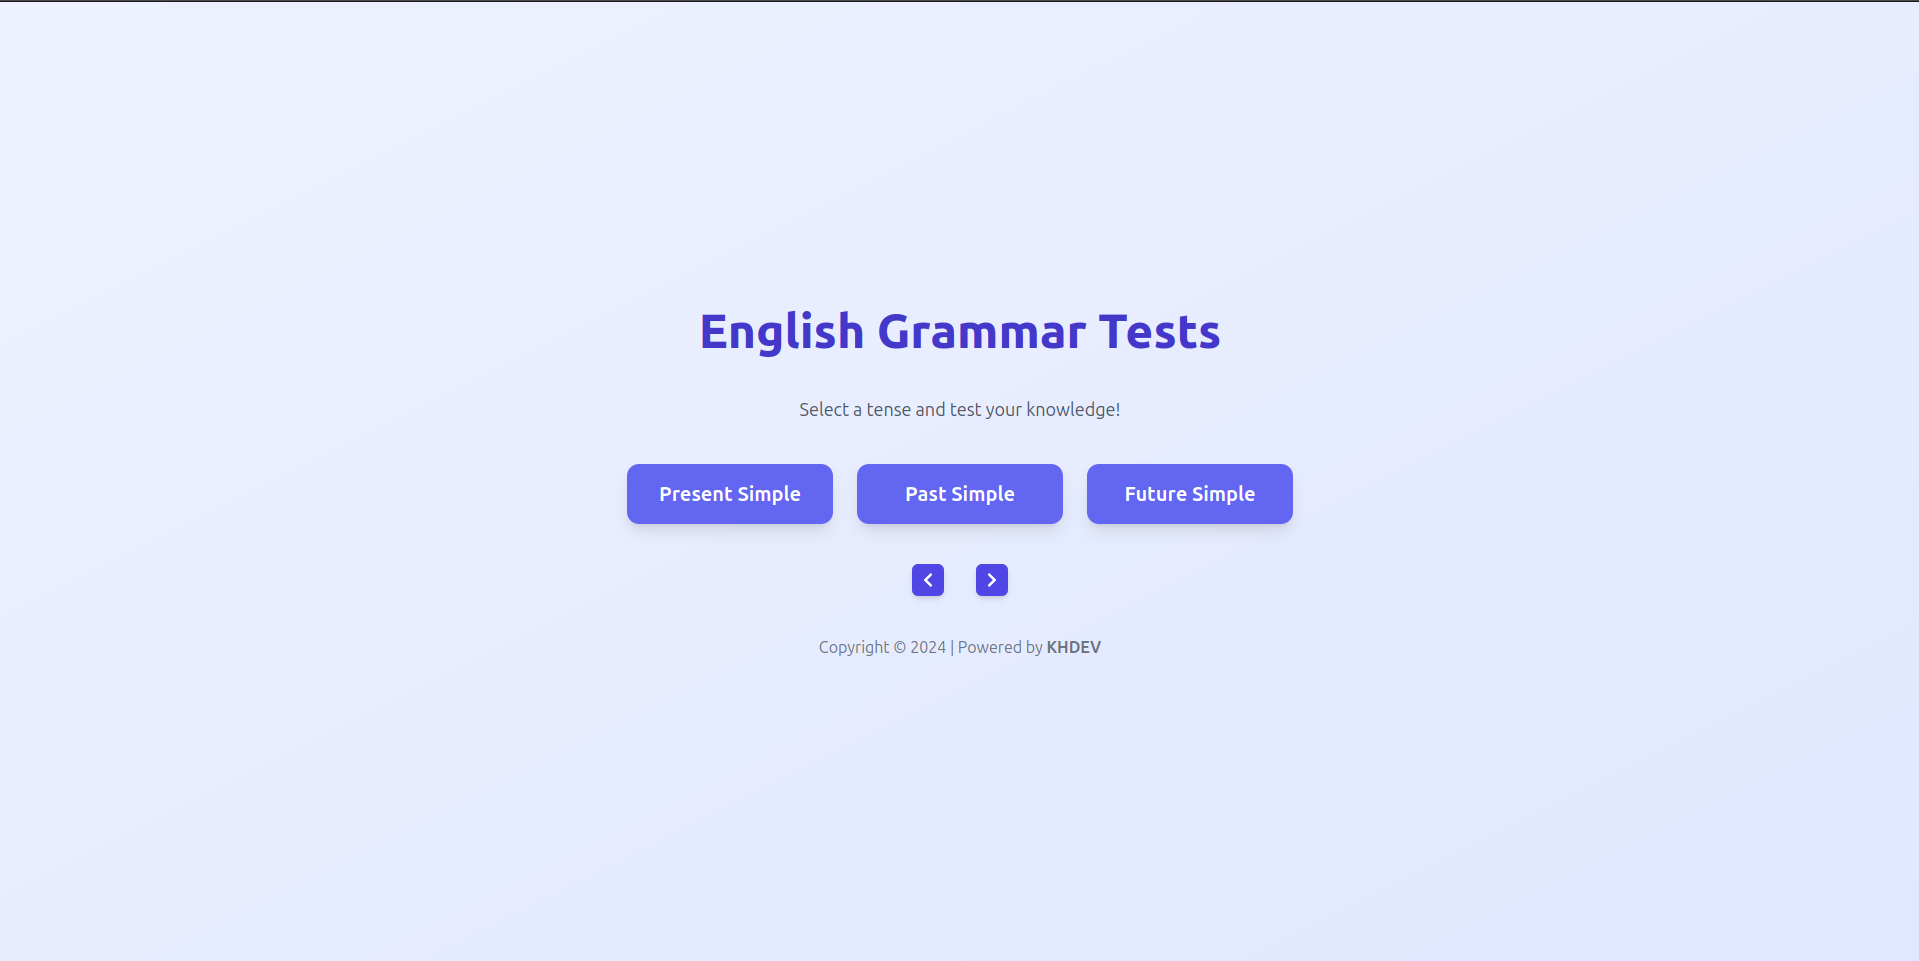 English Grammar Tests
Select a tense and test your knowledge!
Present Simple
Past Simple
Future Simple
Copyright © 2024 | Powered by KHDEV